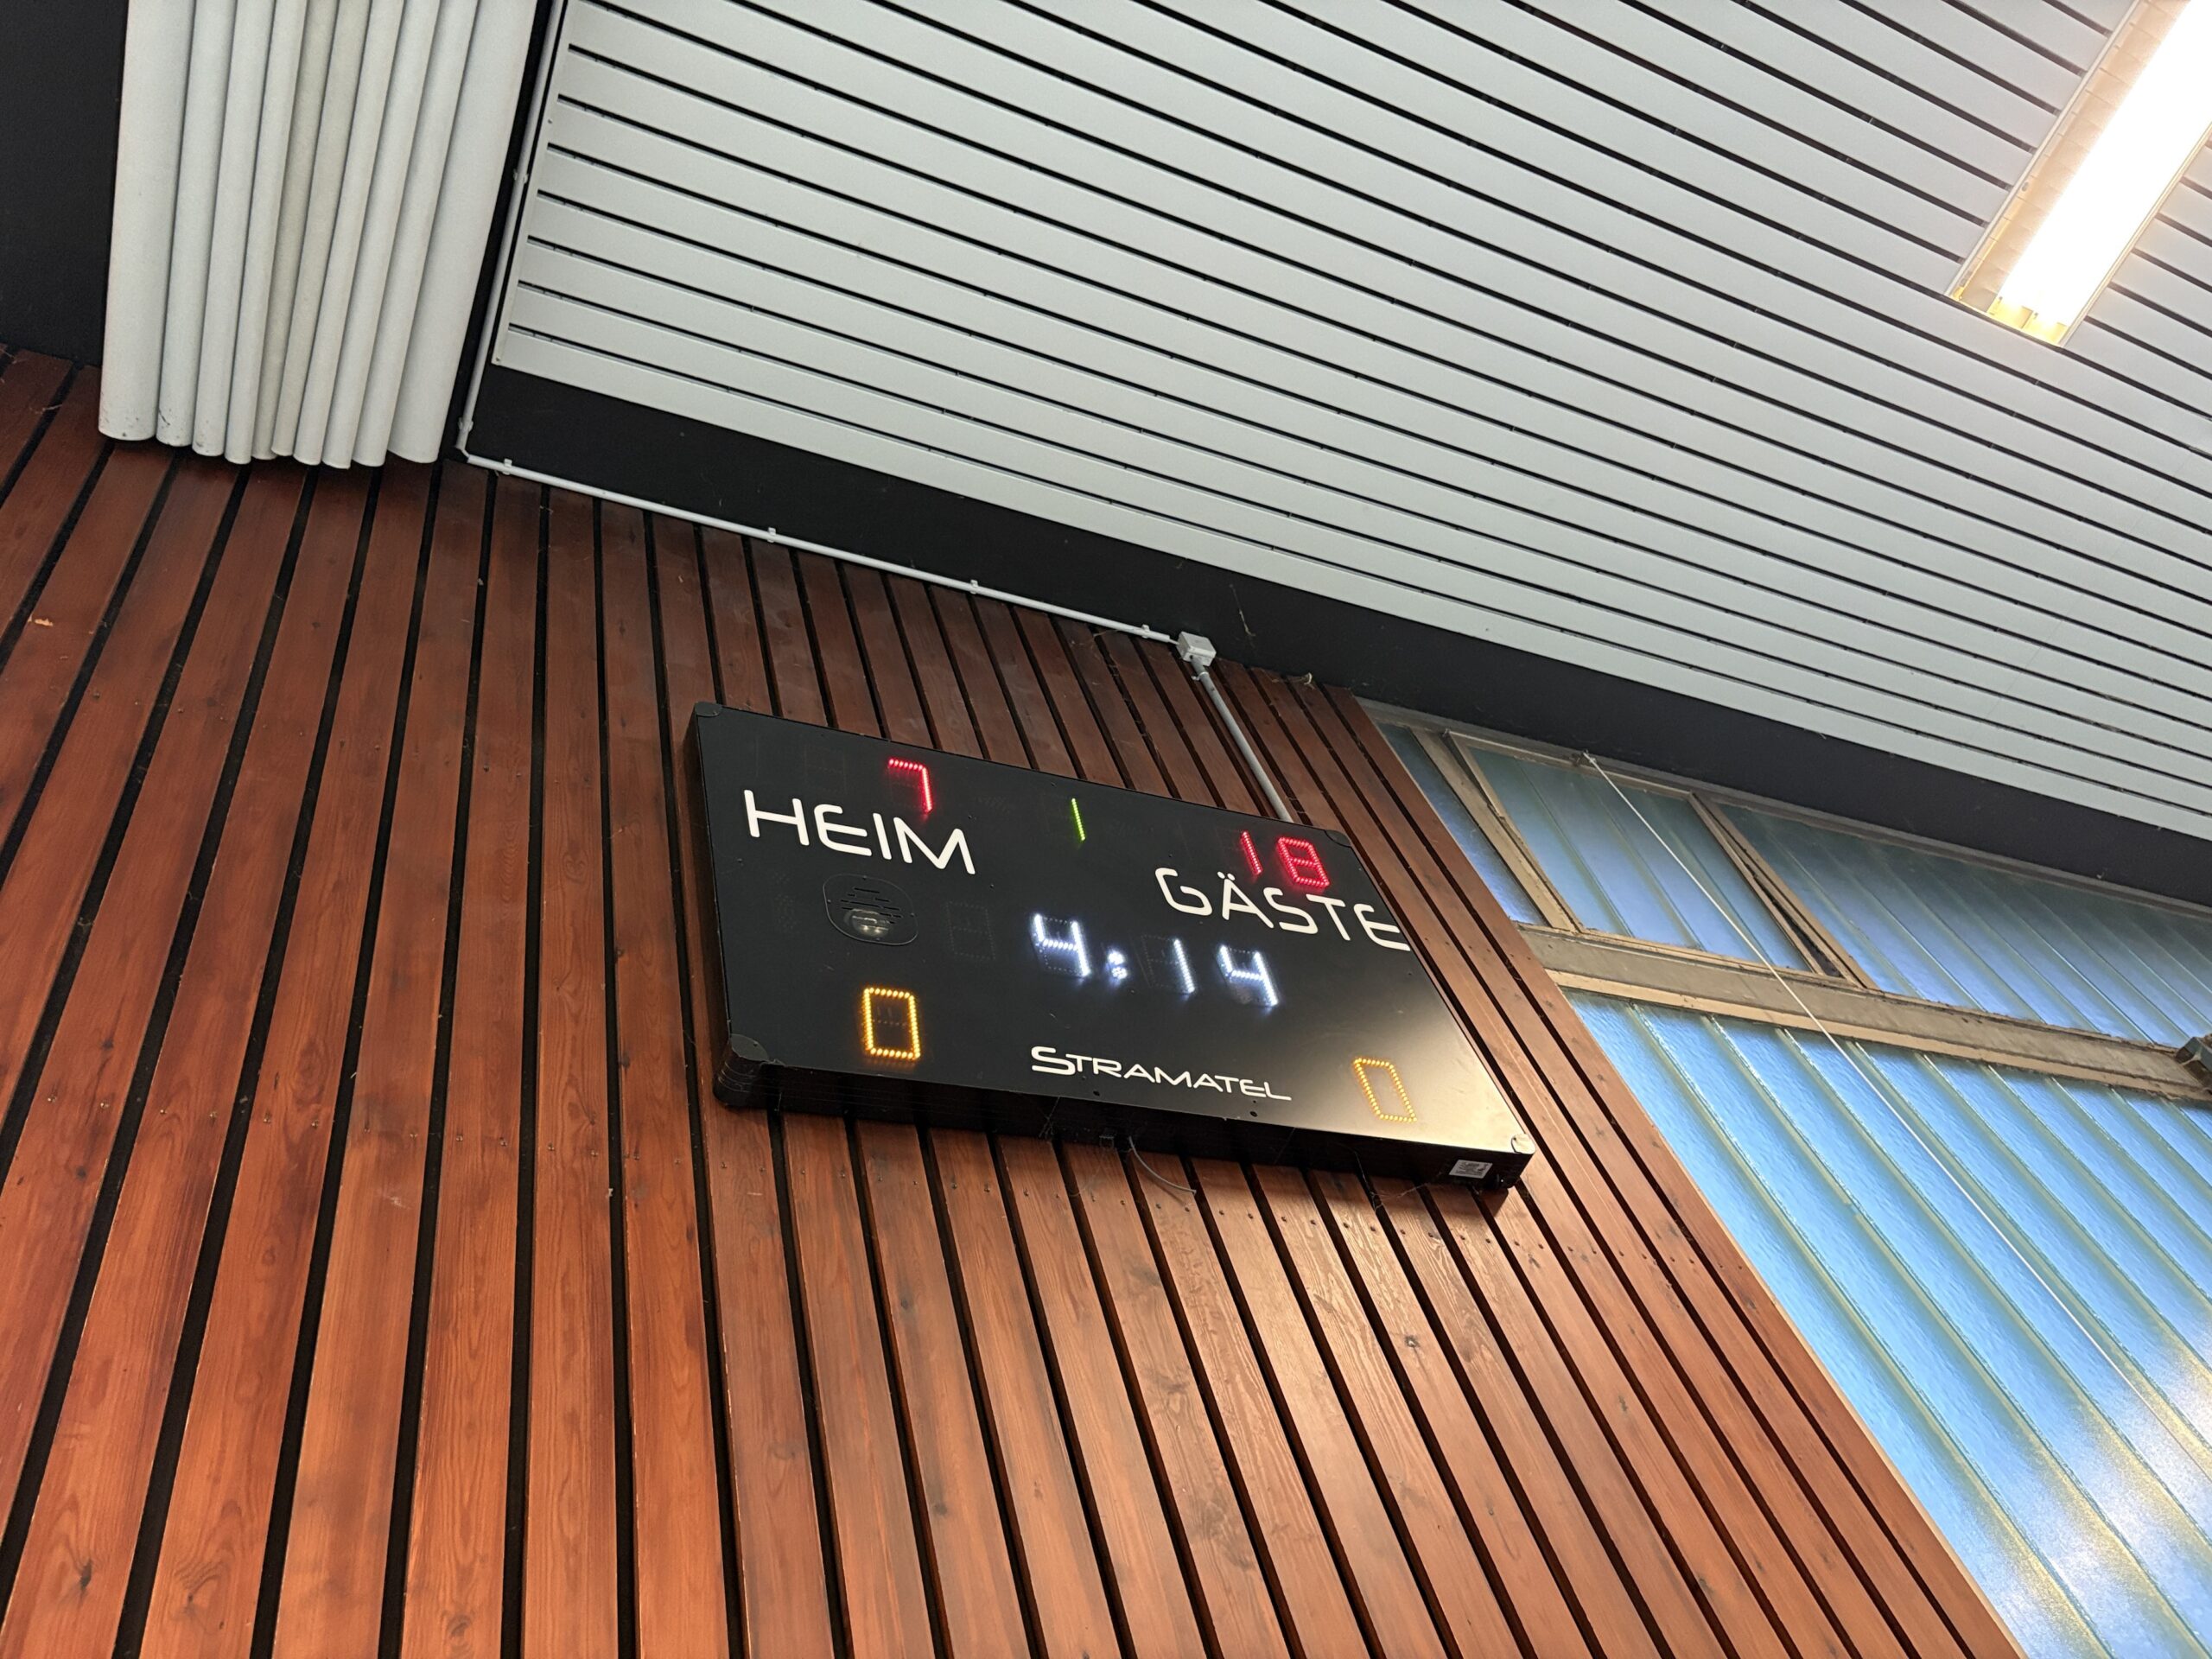 7 1 18
HEIM GÄSTE
4:14
0 0
STRAMATEL